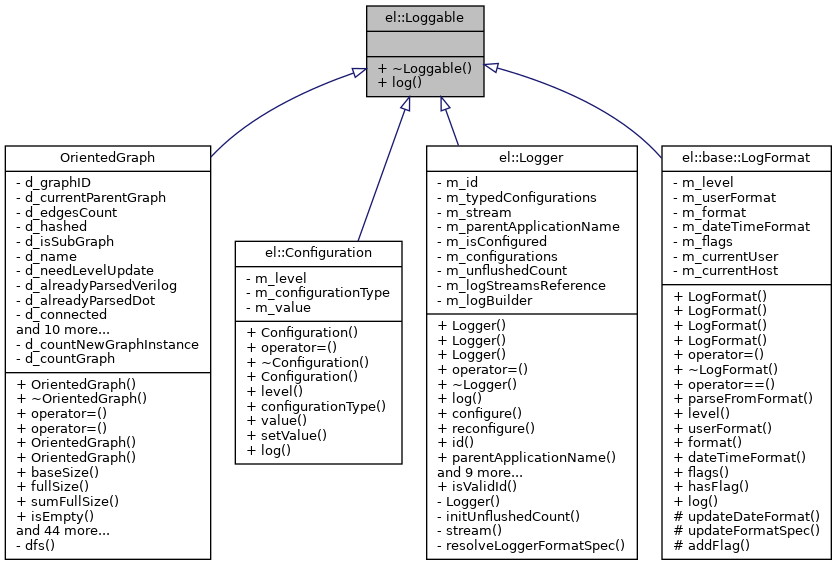 el::Loggable
+ ~Loggable()
+ log()
OrientedGraph
- d_graphID
- d_currentParentGraph
- d_edgesCount
- d_hashed
- d_isSubGraph
- d_name
- d_needLevelUpdate
- d_alreadyParsedVerilog
- d_alreadyParsedDot
- d_connected
and 10 more...
- d_countNewGraphInstance
- d_countGraph
+ OrientedGraph()
+ ~OrientedGraph()
+ operator=()
+ operator=()
+ OrientedGraph()
+ OrientedGraph()
+ baseSize()
+ fullSize()
+ sumFullSize()
+ isEmpty()
and 44 more...
- dfs()
el::Configuration
- m_level
- m_configurationType
- m_value
+ Configuration()
+ operator=()
+ ~Configuration()
+ Configuration()
+ level()
+ configurationType()
+ value()
+ setValue()
+ log()
el::Logger
- m_id
- m_typedConfigurations
- m_stream
- m_parentApplicationName
- m_isConfigured
- m_configurations
- m_unflushedCount
- m_logStreamsReference
- m_logBuilder
+ Logger()
+ Logger()
+ Logger()
+ operator=()
+ ~Logger()
+ log()
+ configure()
+ reconfigure()
+ id()
+ parentApplicationName()
and 9 more...
+ isValidId()
- Logger()
- initUnflushedCount()
- stream()
- resolveLoggerFormatSpec()
el::base::LogFormat
- m_level
- m_userFormat
- m_format
- m_dateTimeFormat
- m_flags
- m_currentUser
- m_currentHost
+ LogFormat()
+ LogFormat()
+ LogFormat()
+ LogFormat()
+ operator=()
+ ~LogFormat()
+ operator==()
+ parseFromFormat()
+ level()
+ userFormat()
+ format()
+ dateTimeFormat()
+ flags()
+ hasFlag()
+ log()
# updateDateFormat()
# updateFormatSpec()
# addFlag()